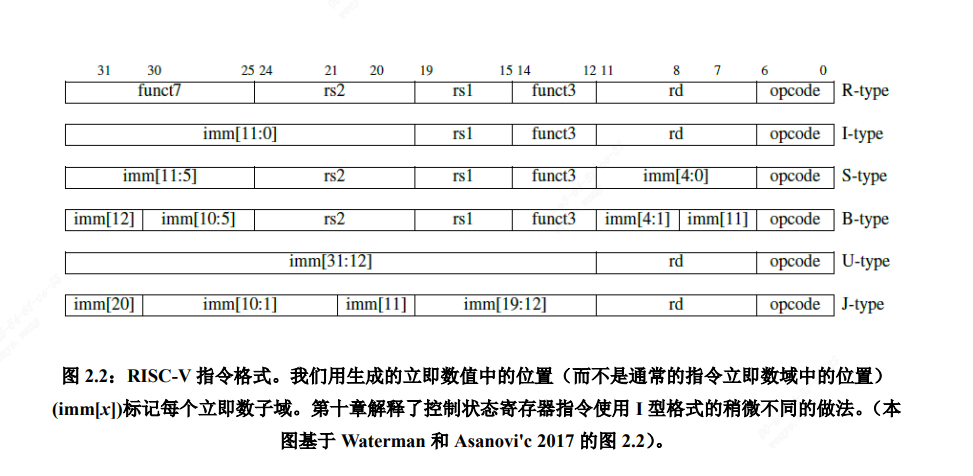 31 30 25 24 21 20 19 15 14 12 11 8 7 6 0
funct7 rs2 rs1 funct3 rd opcode R-type
imm[11:0] rs1 funct3 rd opcode I-type
imm[11:5] rs2 rs1 funct3 imm[4:0] opcode S-type
imm[12] imm[10:5] rs2 rs1 funct3 imm[4:1] imm[11] opcode B-type
imm[31:12] rd opcode U-type
imm[20] imm[10:1] imm[11] imm[19:12] rd opcode J-type
图 2.2：RISC-V 指令格式。我们用生成的立即数值中的位置（而不是通常的指令立即数域中的位置）
(imm[x])标记每个立即数子域。第十章解释了控制状态寄存器指令使用 I 型格式的稍微不同的做法。（本
图基于 Waterman 和 Asanovi'c 2017 的图 2.2）。